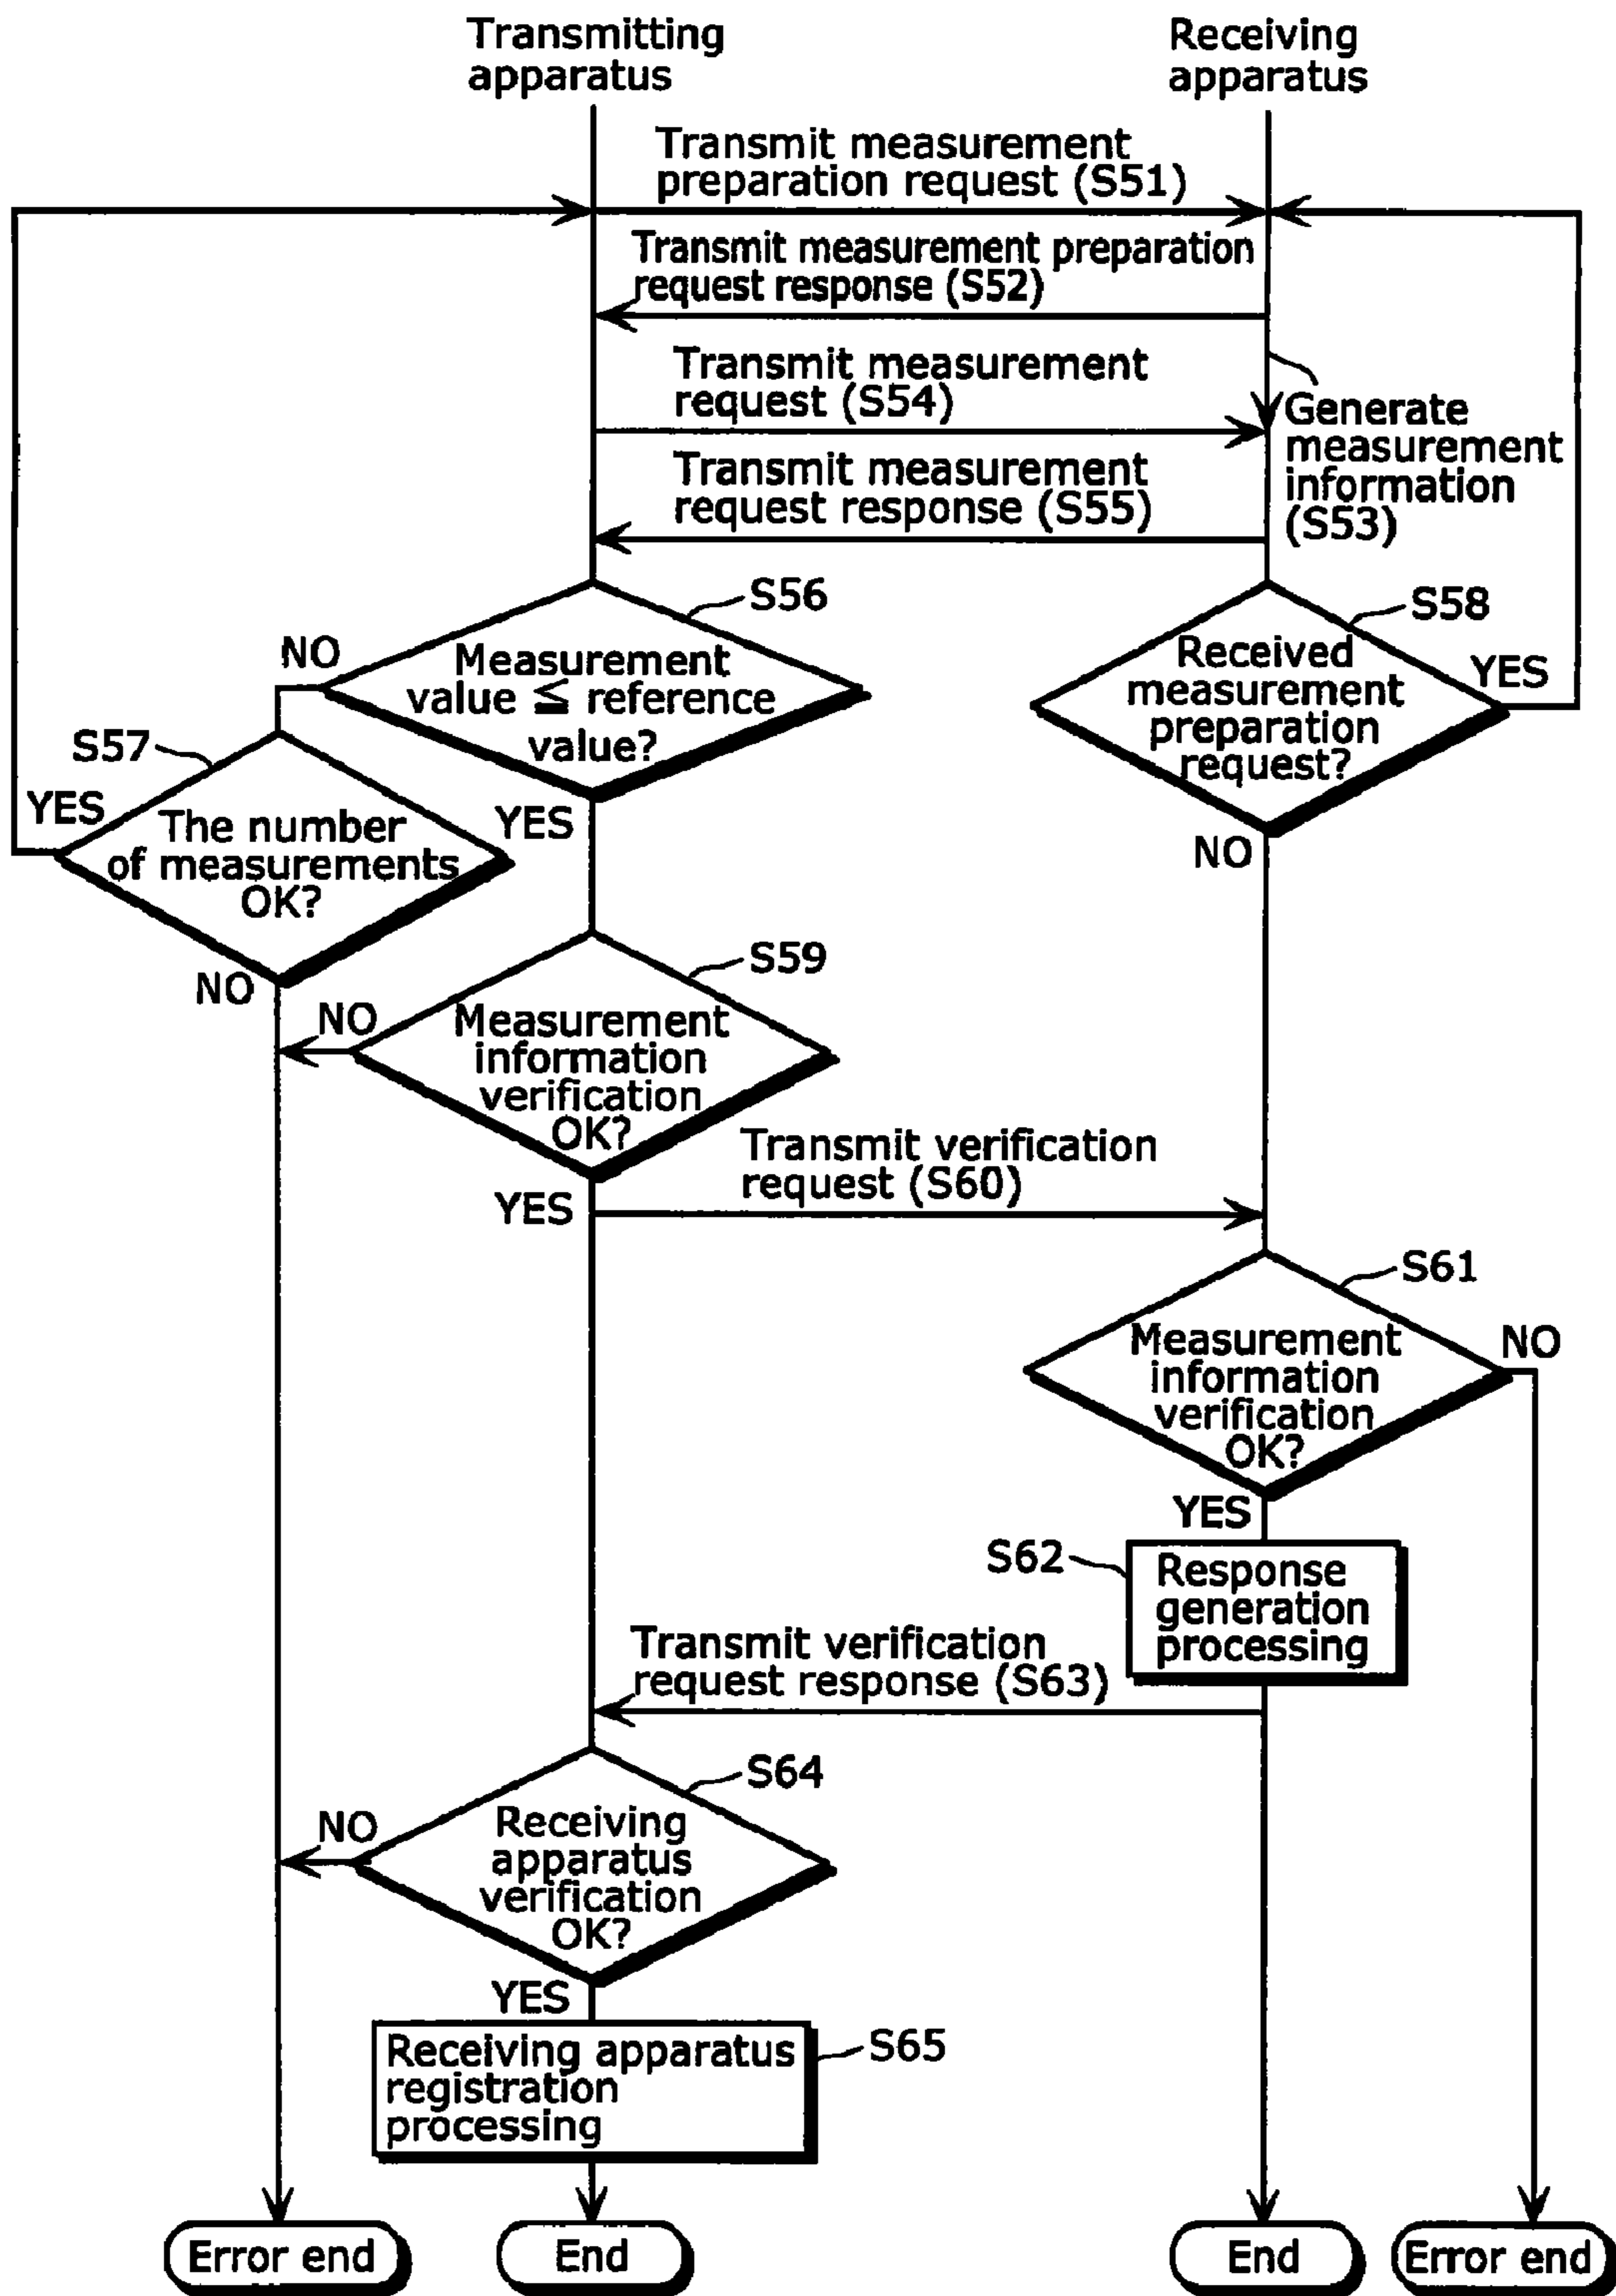 Transmitting
apparatus
Receiving
apparatus
Transmit measurement
preparation request (S51)
Transmit measurement preparation
request response (S52)
Transmit measurement
request (S54)
Generate
measurement
information
(S53)
Transmit measurement
request response (S55)
S56
S58
NO
Measurement
value ≦ reference
value?
Received
measurement
preparation
request?
YES
S57
YES
The number
of measurements
OK?
YES
NO
NO
S59
NO
Measurement
information
verification
OK?
Transmit verification
request (S60)
YES
S61
Measurement
information
verification
OK?
NO
YES
S62
Response
generation
processing
Transmit verification
request response (S63)
S64
NO
Receiving
apparatus
verification
OK?
YES
S65
Receiving apparatus
registration
processing
Error end
End
End
Error end